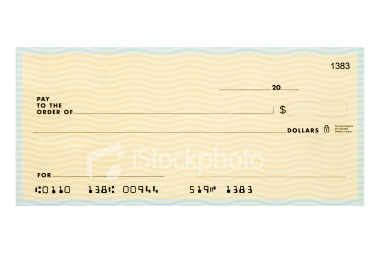 1383
20
PAY
TO THE
ORDER OF $
DOLLARS
iStockphoto
FOR
⑆0110 138⑆ 00944 519⑈ 1383